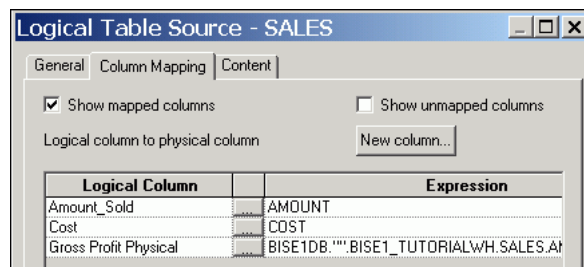 Logical Table Source - SALES
General Column Mapping Content
Show mapped columns Show unmapped columns
Logical column to physical column New column...
Logical Column Expression
Amount_Sold ... AMOUNT
Cost ... COST
Gross Profit Physical ... BISE1DB."".BISE1_TUTORIALWH.SALES.